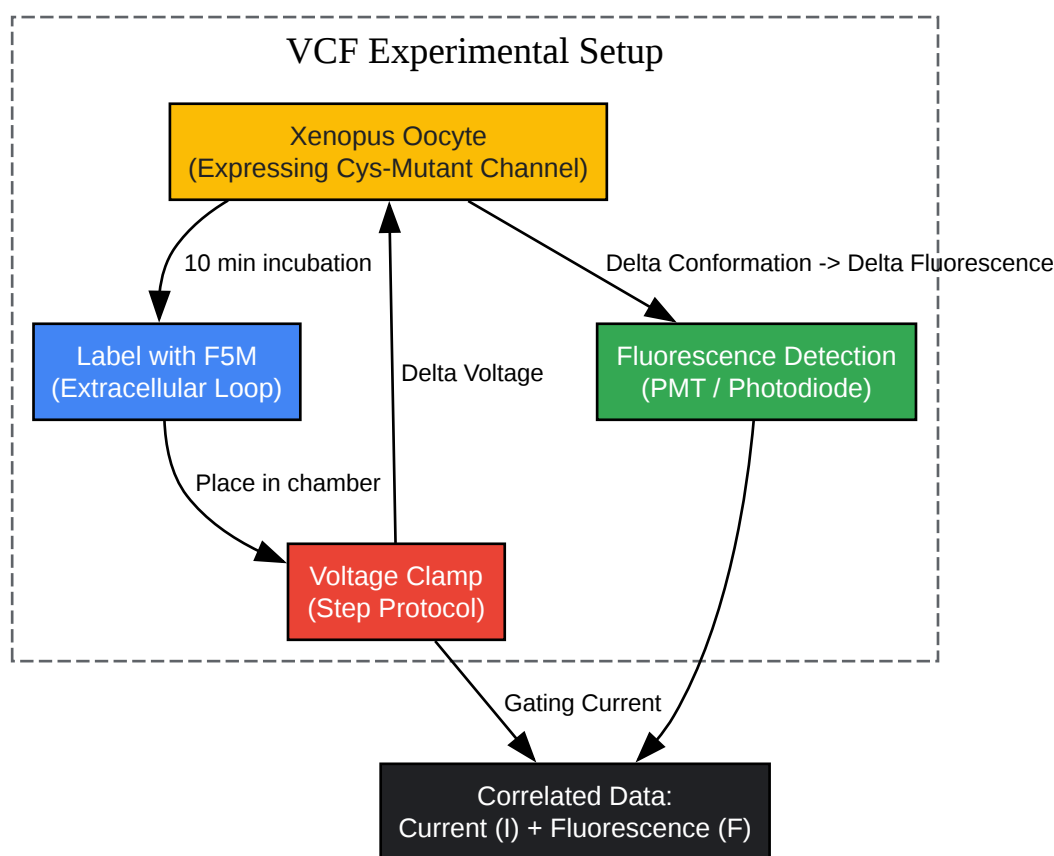 VCF Experimental Setup
Xenopus Oocyte
(Expressing Cys-Mutant Channel)
10 min incubation
Delta Conformation -> Delta Fluorescence
Label with F5M
(Extracellular Loop)
Delta Voltage
Fluorescence Detection
(PMT / Photodiode)
Place in chamber
Voltage Clamp
(Step Protocol)
Gating Current
Correlated Data:
Current (I) + Fluorescence (F)